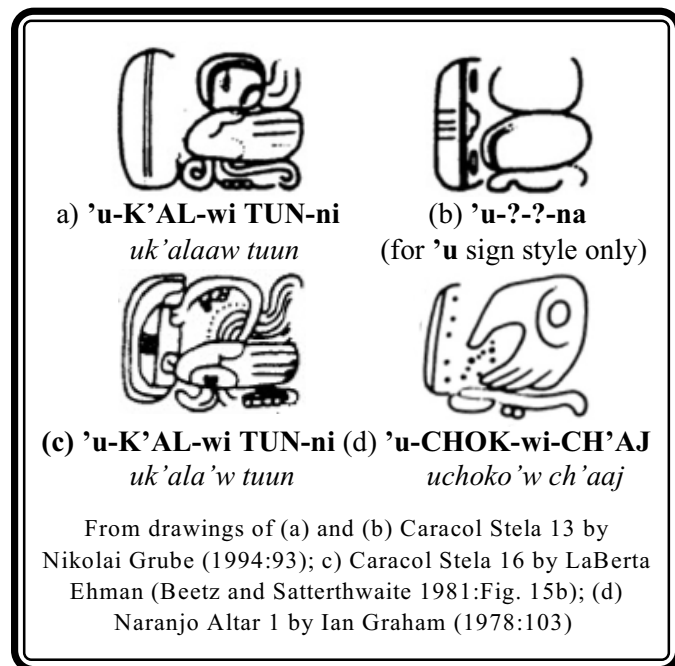 a) ’u-K’AL-wi TUN-ni
uk’alaaw tuun
(b) ’u-?-?-na
(for ’u sign style only)
(c) ’u-K’AL-wi TUN-ni
uk’ala’w tuun
(d) ’u-CHOK-wi-CH’AJ
uchoko’w ch’aaj
From drawings of (a) and (b) Caracol Stela 13 by
Nikolai Grube (1994:93); c) Caracol Stela 16 by LaBerta
Ehman (Beetz and Satterthwaite 1981:Fig. 15b); (d)
Naranjo Altar 1 by Ian Graham (1978:103)